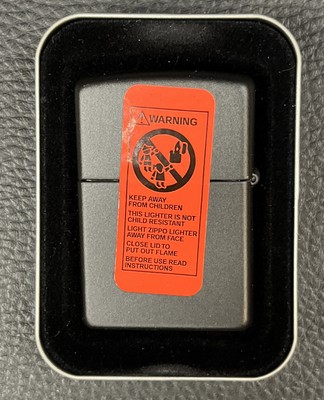 WARNING
KEEP AWAY
FROM CHILDREN
THIS LIGHTER IS NOT
CHILD RESISTANT
LIGHT ZIPPO LIGHTER
AWAY FROM FACE
CLOSE LID TO
PUT OUT FLAME
BEFORE USE READ
INSTRUCTIONS